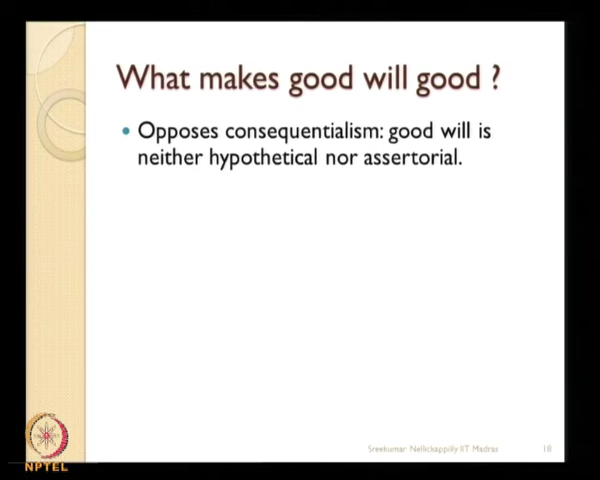 What makes good will good ?
• Opposes consequentialism: good will is
neither hypothetical nor assertorial.
Sreekumar Nellickappilly IIT Madras
18
NPTEL